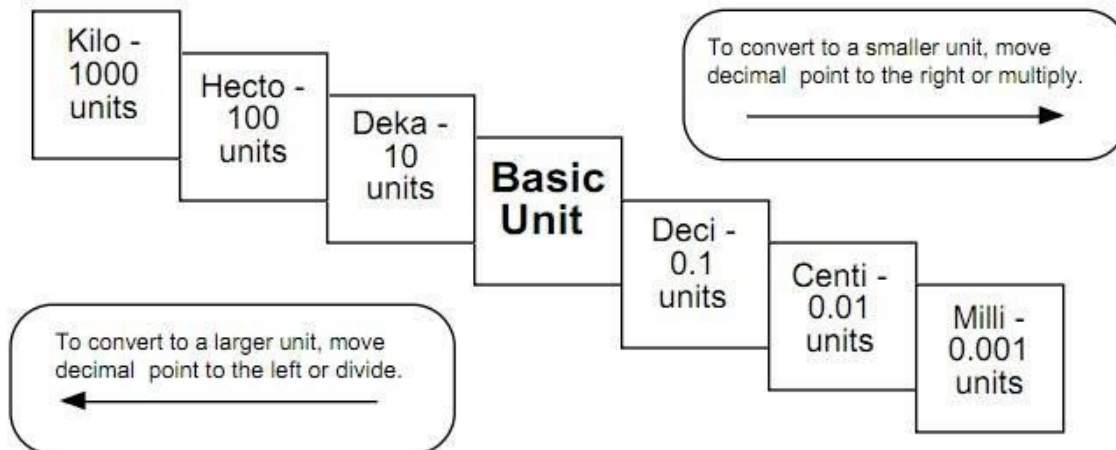 Kilo -
1000
units
Hecto -
100
units
Deka -
10
units
Basic
Unit
Deci -
0.1
units
Centi -
0.01
units
Milli -
0.001
units
To convert to a smaller unit, move
decimal point to the right or multiply.
To convert to a larger unit, move
decimal point to the left or divide.